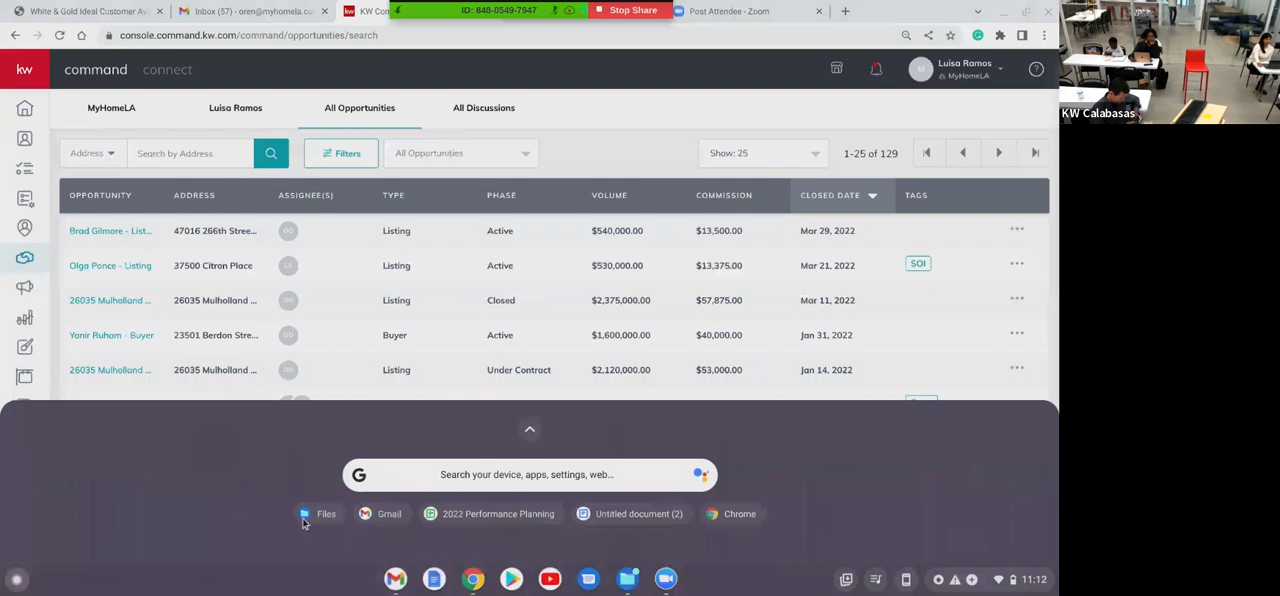 White & Gold Ideal Customer Av
Inbox (57) - oren@myhomela.c
KW Con
ID: 848-0549-7947
Stop Share
Post Attendee - Zoom
console.command.kw.com/command/opportunities/search
kw
command
connect
M
Luisa Ramos
MyHomeLA
MyHomeLA
Luisa Ramos
All Opportunities
All Discussions
Address
Search by Address
Filters
All Opportunities
Show: 25
1-25 of 129
OPPORTUNITY ADDRESS ASSIGNEE(S) TYPE PHASE VOLUME COMMISSION CLOSED DATE TAGS
Brad Gilmore - List... 47016 266th Stree... Listing Active $540,000.00 $13,500.00 Mar 29, 2022
Olga Ponce - Listing 37500 Citron Place Listing Active $530,000.00 $13,375.00 Mar 21, 2022 SOI
26035 Mulholland ... 26035 Mulholland ... Listing Closed $2,375,000.00 $57,875.00 Mar 11, 2022
Yanir Ruham - Buyer 23501 Berdon Stre... Buyer Active $1,600,000.00 $40,000.00 Jan 31, 2022
26035 Mulholland ... 26035 Mulholland ... Listing Under Contract $2,120,000.00 $53,000.00 Jan 14, 2022
G Search your device, apps, settings, web...
Files Gmail 2022 Performance Planning Untitled document (2) Chrome
11:12
KW Calabasas